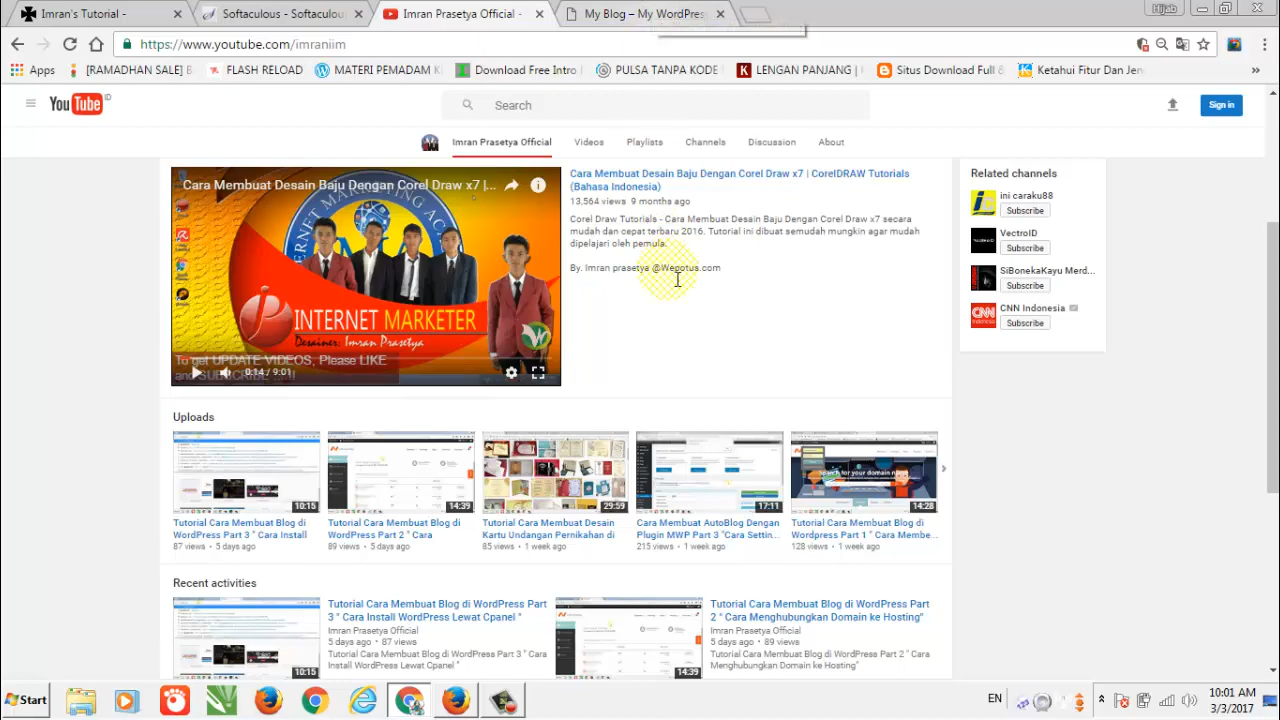 Imran's Tutorial
Softaculous - Softaculou
Imran Prasetya Official -
My Blog – My WordPress
Hijab
https://www.youtube.com/imraniim
Apps
[RAMADHAN SALE] B
FLASH RELOAD
MATERI PEMADAM
Download Free Intro
PULSA TANPA KODE
LENGAN PANJANG |
Situs Download Full &
Ketahui Fitur Dan Jen
YouTube ID
Search
Sign in
Imran Prasetya Official
Videos
Playlists
Channels
Discussion
About
Cara Membuat Desain Baju Dengan Corel Draw x7 |...
INTERNET MARKETING AC
INTERNET MARKETER
Desainer: Imran Prasetya
To get UPDATE VIDEOS, Please LIKE
and SUBSCRIBE
0:14 / 9:01
Cara Membuat Desain Baju Dengan Corel Draw x7 | CorelDRAW Tutorials
(Bahasa Indonesia)
13,564 views 9 months ago
Corel Draw Tutorials - Cara Membuat Desain Baju Dengan Corel Draw x7 secara
mudah dan cepat terbaru 2016. Tutorial ini dibuat semudah mungkin agar mudah
dipelajari oleh pemula.
By. Imran prasetya @Wepotus.com
Related channels
ini caraku88
Subscribe
VectroID
Subscribe
SiBonekaKayu Merd...
Subscribe
CNN Indonesia
Subscribe
Uploads
10:15
14:39
29:59
17:11
14:28
Tutorial Cara Membuat Blog di
WordPress Part 3 " Cara Install
87 views • 5 days ago
Tutorial Cara Membuat Blog di
WordPress Part 2 " Cara
89 views • 5 days ago
Tutorial Cara Membuat Desain
Kartu Undangan Pernikahan di
85 views • 1 week ago
Cara Membuat AutoBlog Dengan
Plugin MWP Part 3 "Cara Settin...
215 views • 1 week ago
Tutorial Cara Membuat Blog di
Wordpress Part 1 " Cara Membe...
128 views • 1 week ago
Recent activities
10:15
Tutorial Cara Membuat Blog di WordPress Part
3 " Cara Install WordPress Lewat Cpanel "
Imran Prasetya Official
5 days ago • 87 views
Tutorial Cara Membuat Blog di WordPress Part 3 " Cara
Install WordPress Lewat Cpanel "
14:39
Tutorial Cara Membuat Blog di WordPress Part
2 " Cara Menghubungkan Domain ke Hosting"
Imran Prasetya Official
5 days ago • 89 views
Tutorial Cara Membuat Blog di WordPress Part 2 " Cara
Menghubungkan Domain ke Hosting"
Start
EN
10:01 AM
3/3/2017